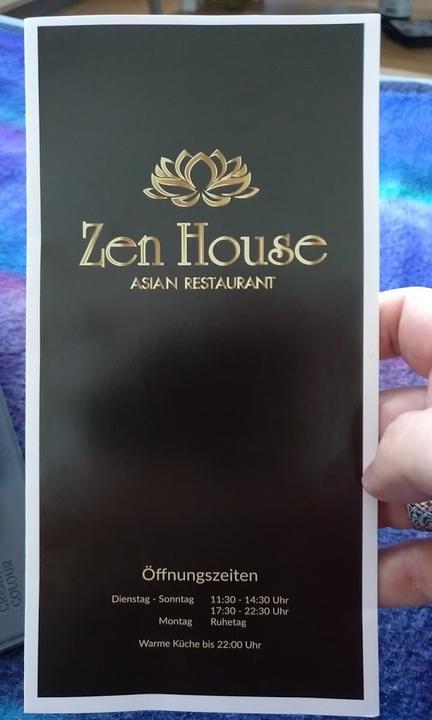 Zen House
ASIAN RESTAURANT
Öffnungszeiten
Dienstag - Sonntag 11:30 - 14:30 Uhr
17:30 - 22:30 Uhr
Montag Ruhetag
Warme Küche bis 22:00 Uhr
COLOUR